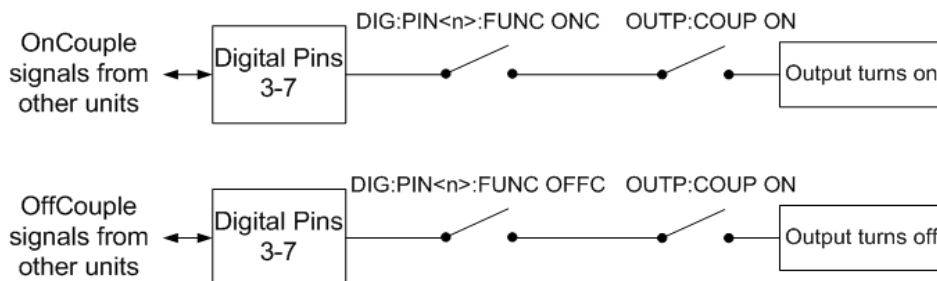 DIG:PIN<n>:FUNC ONC OUTP:COUP ON
OnCouple
signals from
other units
Digital Pins
3-7
Output turns on
DIG:PIN<n>:FUNC OFFC OUTP:COUP ON
OffCouple
signals from
other units
Digital Pins
3-7
Output turns off